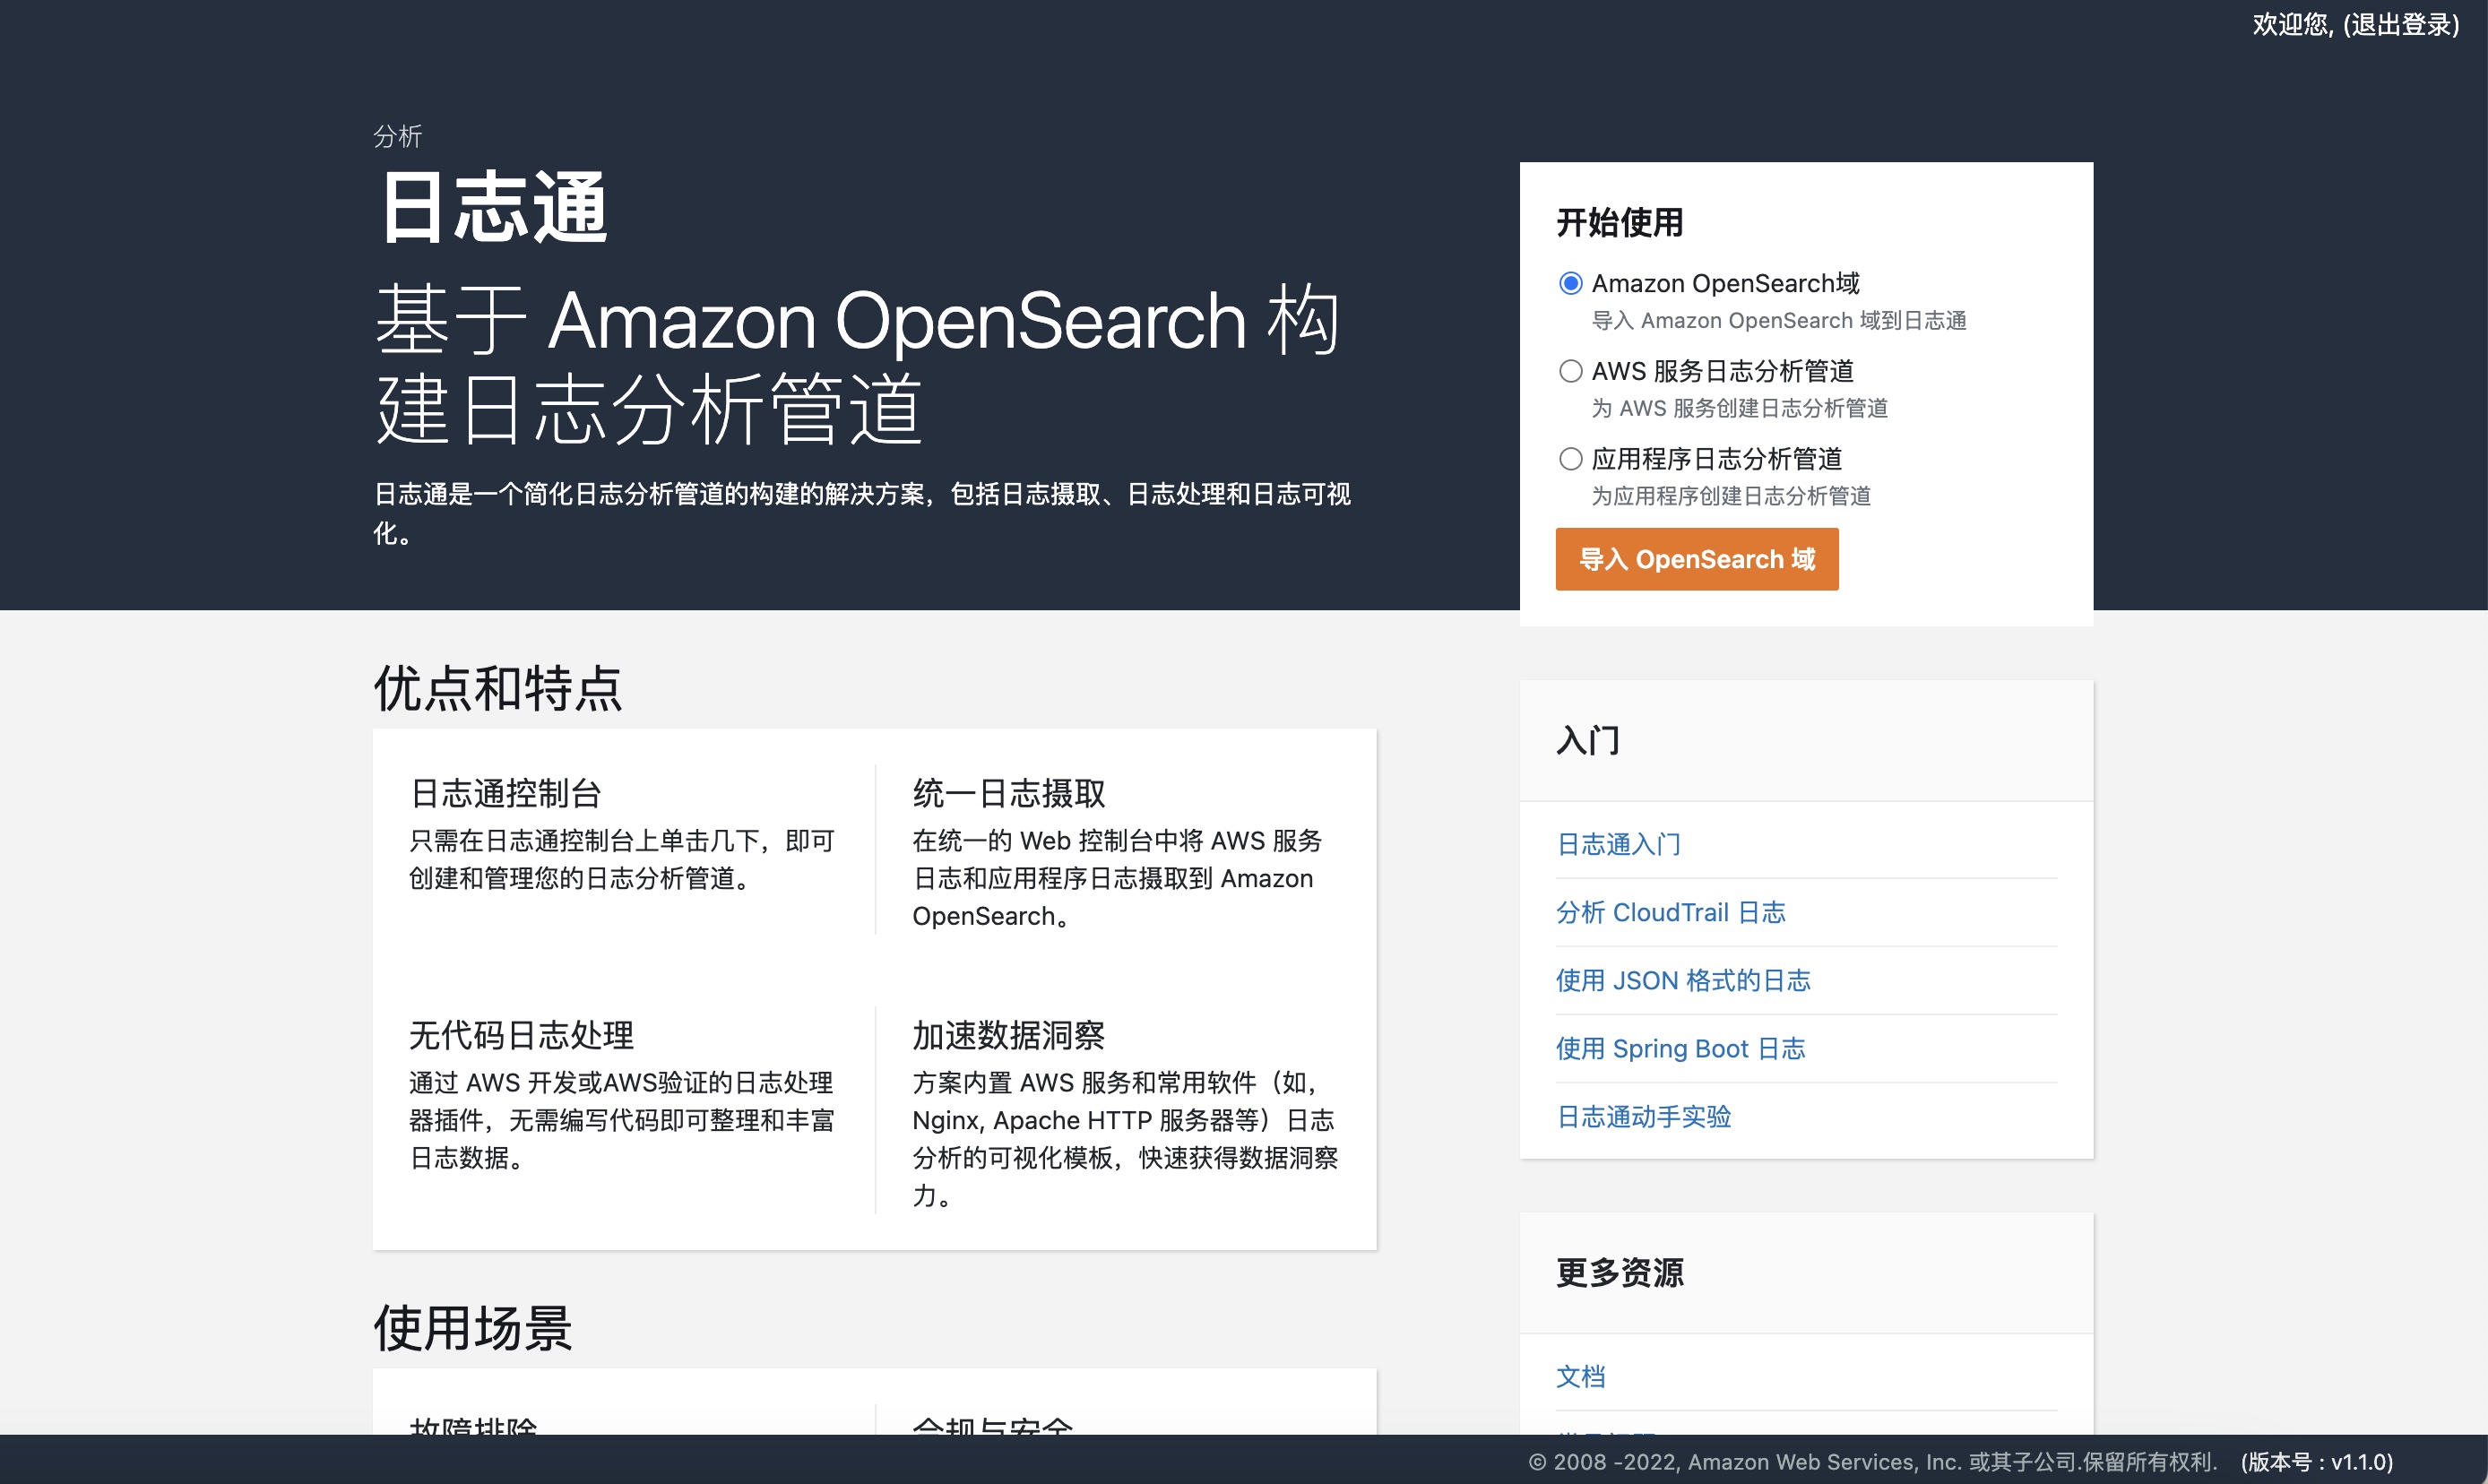 欢迎您, (退出登录)
分析
日志通
基于 Amazon OpenSearch 构
建日志分析管道
日志通是一个简化日志分析管道的构建的解决方案，包括日志摄取、日志处理和日志可视
化。
开始使用
Amazon OpenSearch域
导入 Amazon OpenSearch 域到日志通
AWS 服务日志分析管道
为 AWS 服务创建日志分析管道
应用程序日志分析管道
为应用程序创建日志分析管道
导入 OpenSearch 域
优点和特点
日志通控制台
只需在日志通控制台上单击几下，即可
创建和管理您的日志分析管道。
统一日志摄取
在统一的 Web 控制台中将 AWS 服务
日志和应用程序日志摄取到 Amazon
OpenSearch。
无代码日志处理
通过 AWS 开发或AWS验证的日志处理
器插件，无需编写代码即可整理和丰富
日志数据。
加速数据洞察
方案内置 AWS 服务和常用软件（如，
Nginx, Apache HTTP 服务器等）日志
分析的可视化模板，快速获得数据洞察
力。
入门
日志通入门
分析 CloudTrail 日志
使用 JSON 格式的日志
使用 Spring Boot 日志
日志通动手实验
更多资源
文档
使用场景
故障排除
合规与安全
© 2008 -2022, Amazon Web Services, Inc. 或其子公司.保留所有权利.
(版本号 : v1.1.0)